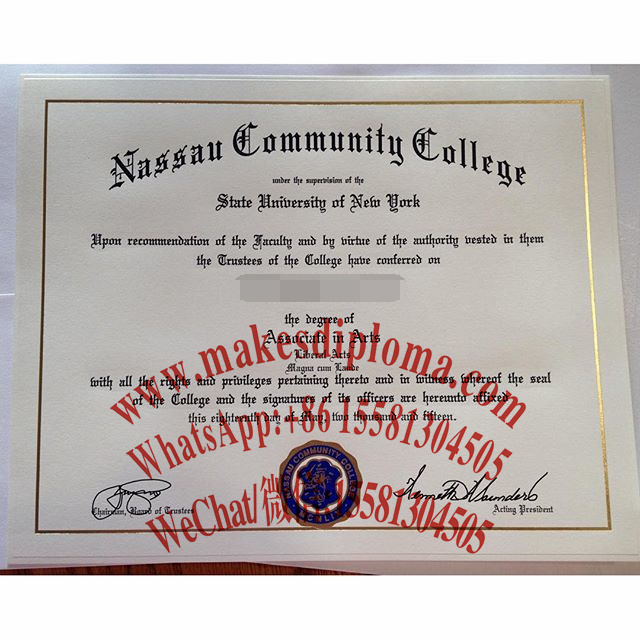 Nassau Community College
under the supervision of the
State University of New York
Upon recommendation of the Faculty and by virtue of the authority vested in them
the Trustees of the College have conferred on
the degree of
Associate in Arts
Liberal Arts
Magna cum Laude
www.makesdiploma.com
with all the rights and privileges pertaining thereto and in witness whereof the seal
of the College and the signatures of its officers are hereunto affixed
this eighteenth day of May, two thousand and fifteen.
WhatsApp:+86 15581304505
NASSAU COMMUNITY COLLEGE
Kenneth Saunders
Chairman, Board of Trustees
Acting President
WeChat/微 5581304505